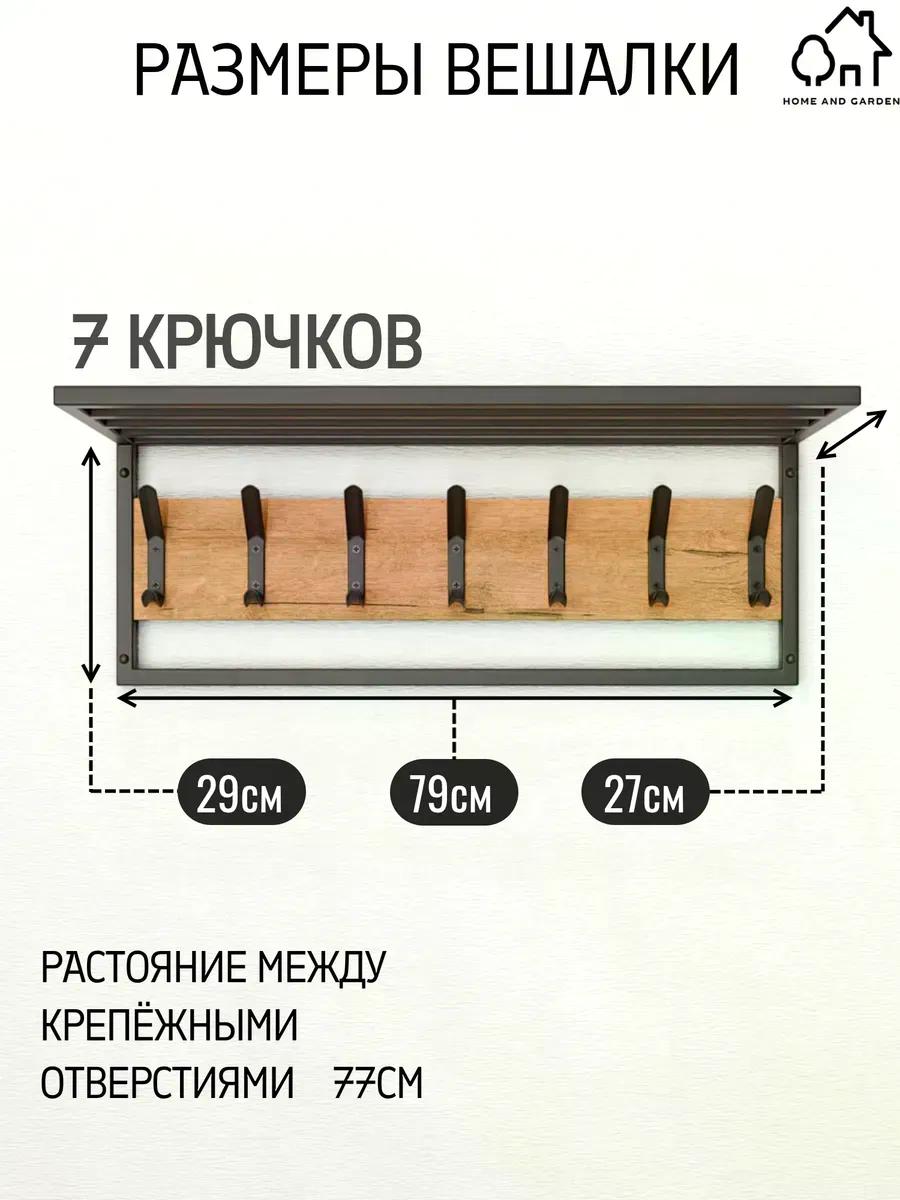 РАЗМЕРЫ ВЕШАЛКИ
HOME AND GARDEN
7 КРЮЧКОВ
29см
79см
27см
РАСТОЯНИЕ МЕЖДУ
КРЕПЁЖНЫМИ
ОТВЕРСТИЯМИ 77СМ